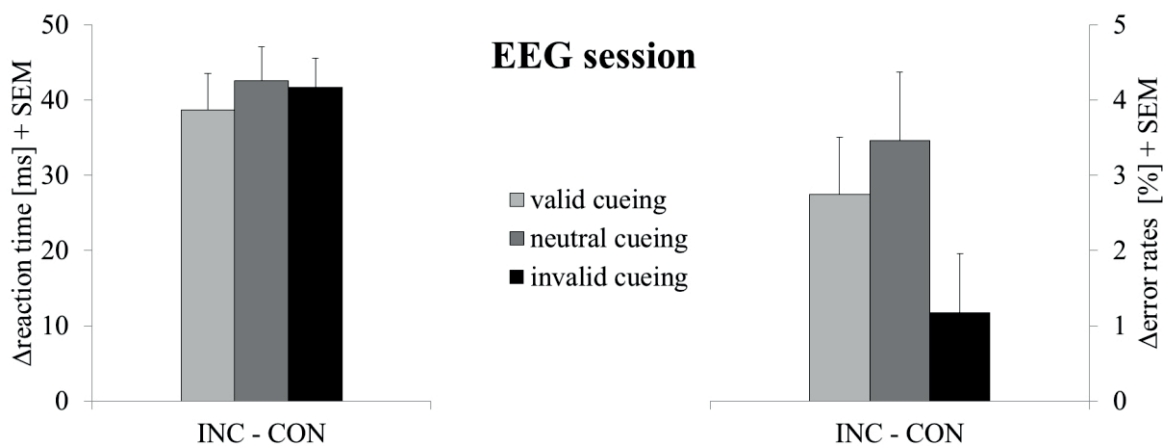 EEG session
Δreaction time [ms] + SEM
50
40
30
20
10
0
INC - CON
valid cueing
neutral cueing
invalid cueing
5
4
3
2
1
0
Δerror rates [%] + SEM
INC - CON